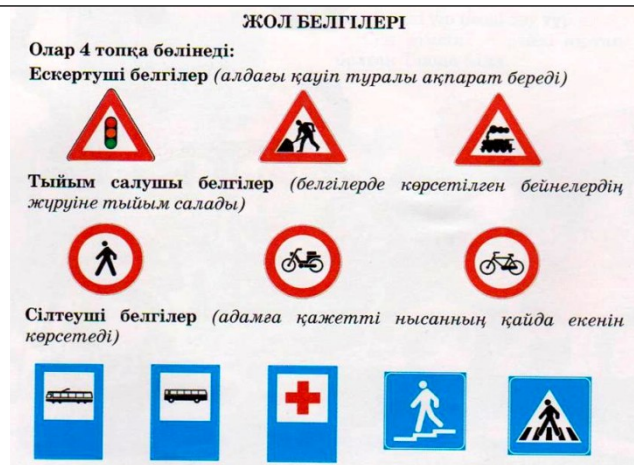 ЖОЛ БЕЛГІЛЕРІ
Олар 4 топқа бөлінеді:
Ескертуші белгілер (алдағы қауіп туралы ақпарат береді)
Тыйым салушы белгілер (белгілерде көрсетілген бейнелердің
жүруіне тыйым салады)
Сілтеуші белгілер (адамға қажетті нысанның қайда екенін
көрсетеді)